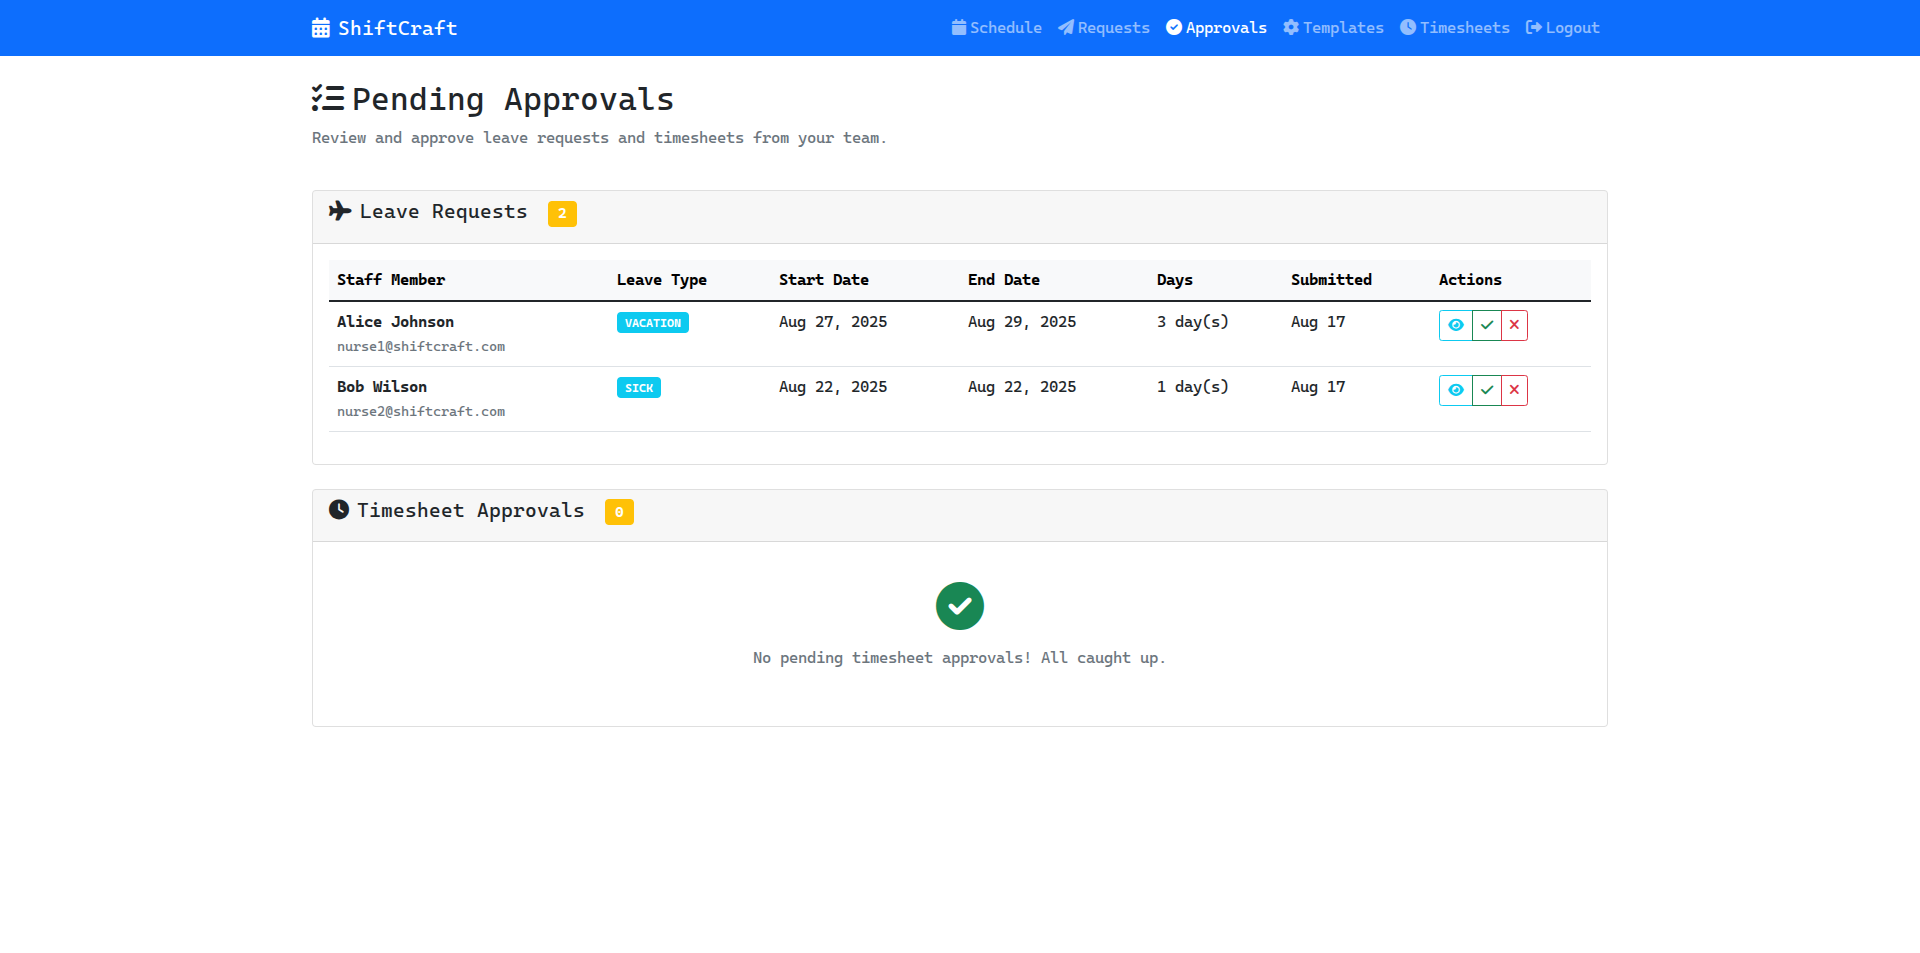 ShiftCraft
Schedule Requests Approvals Templates Timesheets Logout
Pending Approvals
Review and approve leave requests and timesheets from your team.
Leave Requests 2
Staff Member Leave Type Start Date End Date Days Submitted Actions
Alice Johnson VACATION Aug 27, 2025 Aug 29, 2025 3 day(s) Aug 17
nurse1@shiftcraft.com
Bob Wilson SICK Aug 22, 2025 Aug 22, 2025 1 day(s) Aug 17
nurse2@shiftcraft.com
Timesheet Approvals 0
No pending timesheet approvals! All caught up.